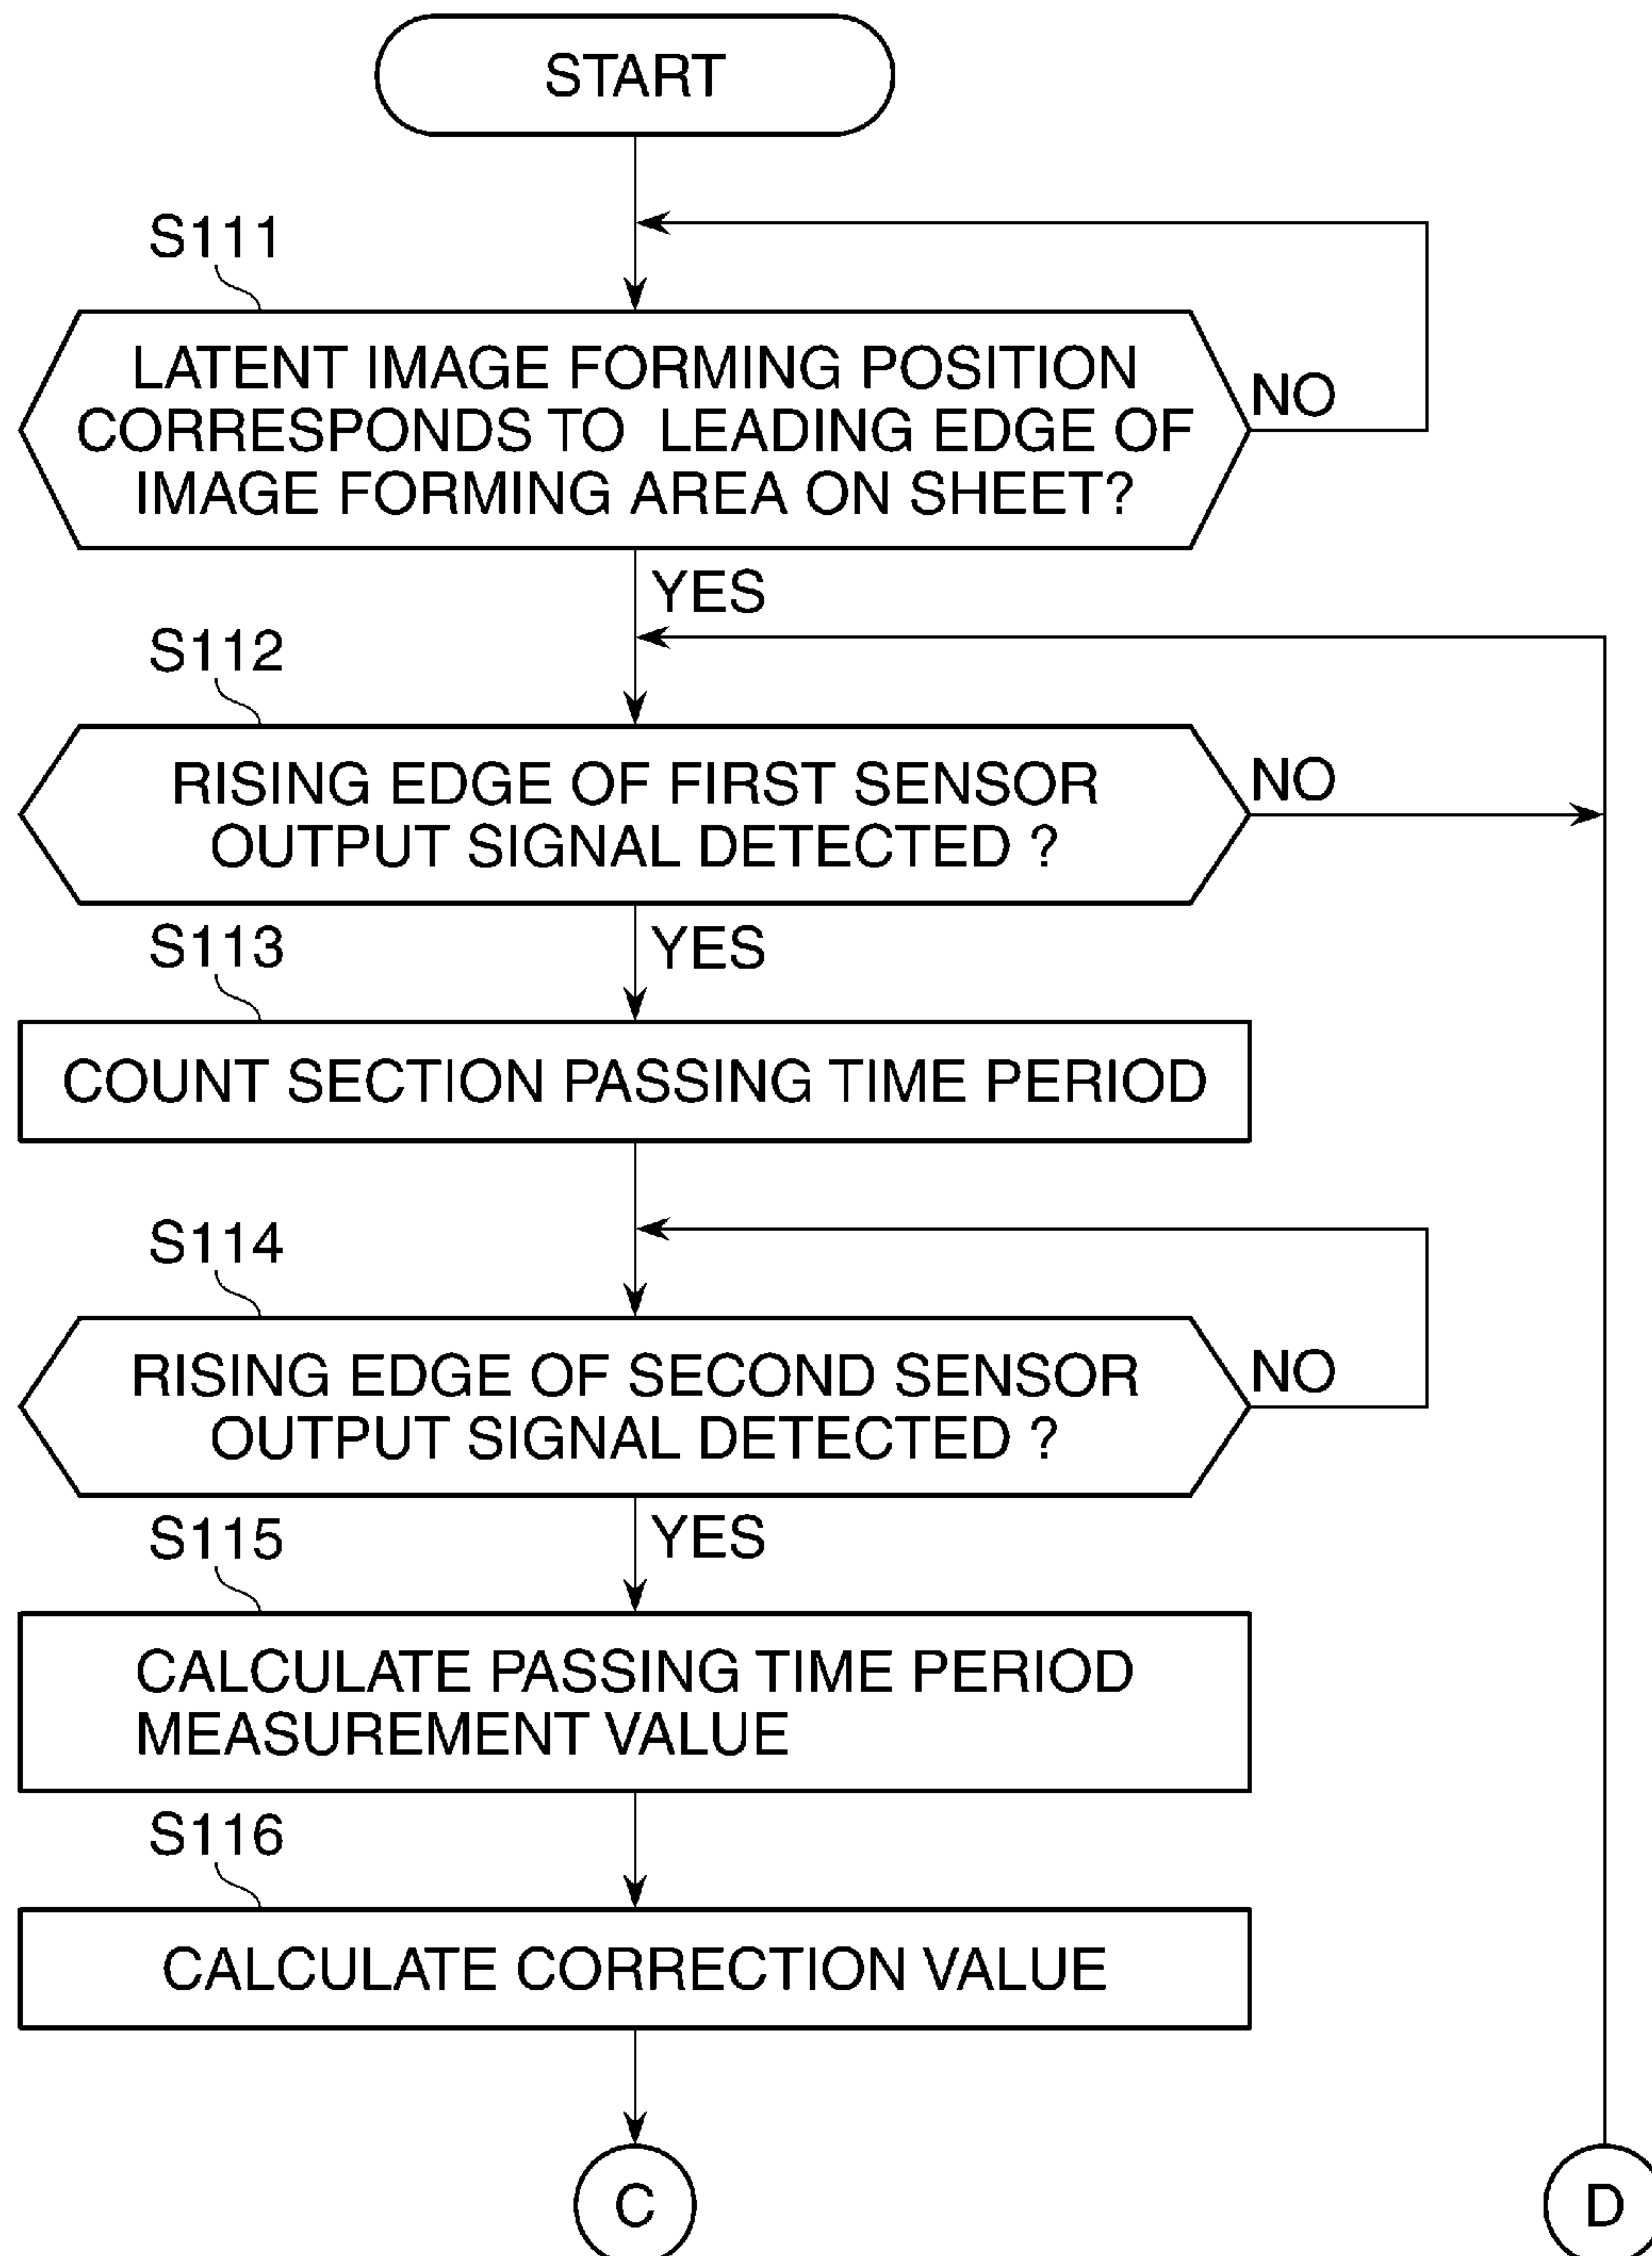 START
S111
LATENT IMAGE FORMING POSITION
CORRESPONDS TO LEADING EDGE OF
IMAGE FORMING AREA ON SHEET?
NO
YES
S112
RISING EDGE OF FIRST SENSOR
OUTPUT SIGNAL DETECTED ?
NO
YES
S113
COUNT SECTION PASSING TIME PERIOD
S114
RISING EDGE OF SECOND SENSOR
OUTPUT SIGNAL DETECTED ?
NO
YES
S115
CALCULATE PASSING TIME PERIOD
MEASUREMENT VALUE
S116
CALCULATE CORRECTION VALUE
C
D